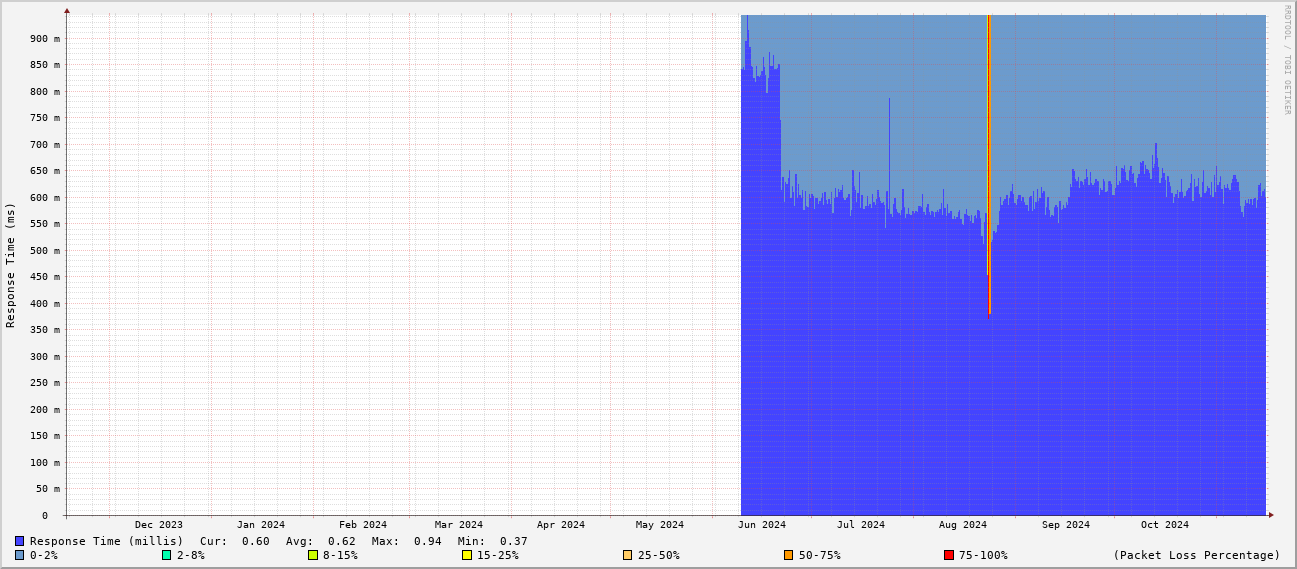 RRDTOOL / TOBI OETIKER
Response Time (ms)
900 m
850 m
800 m
750 m
700 m
650 m
600 m
550 m
500 m
450 m
400 m
350 m
300 m
250 m
200 m
150 m
100 m
50 m
0
Dec 2023 Jan 2024 Feb 2024 Mar 2024 Apr 2024 May 2024 Jun 2024 Jul 2024 Aug 2024 Sep 2024 Oct 2024
Response Time (millis) Cur: 0.60 Avg: 0.62 Max: 0.94 Min: 0.37
0-2% 2-8% 8-15% 15-25% 25-50% 50-75% 75-100% (Packet Loss Percentage)